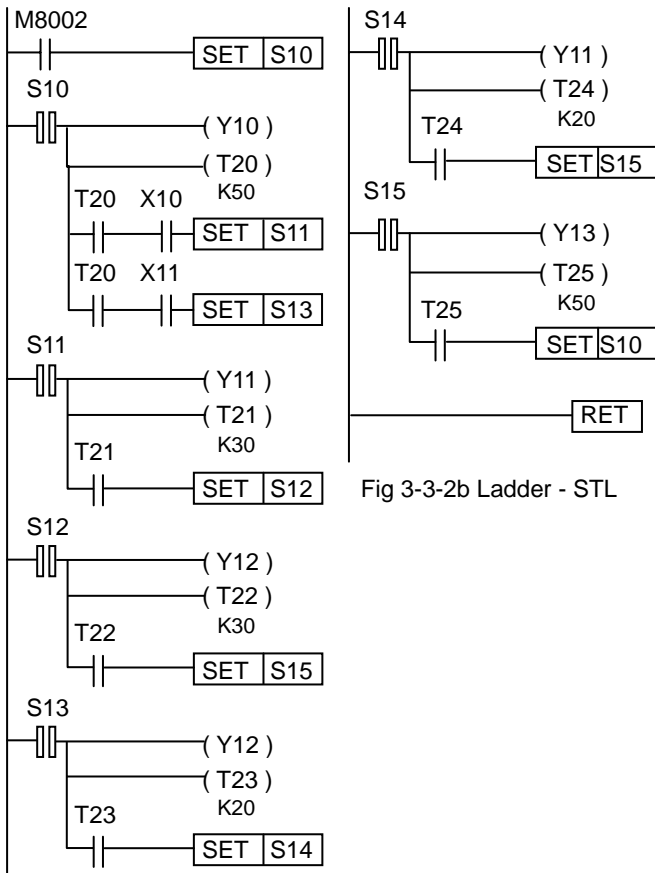 M8002
SET S10
S10
( Y10 )
( T20 )
K50
T20 X10
SET S11
T20 X11
SET S13
S11
( Y11 )
( T21 )
K30
T21
SET S12
S12
( Y12 )
( T22 )
K30
T22
SET S15
S13
( Y12 )
( T23 )
K20
T23
SET S14
S14
( Y11 )
( T24 )
K20
T24
SET S15
S15
( Y13 )
( T25 )
K50
T25
SET S10
RET
Fig 3-3-2b Ladder - STL